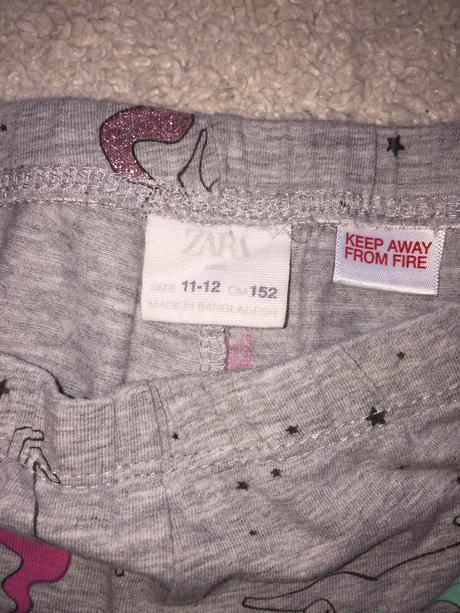 ZARA
SIZE 11-12 CM 152
MADE IN BANGLADESH
KEEP AWAY
FROM FIRE